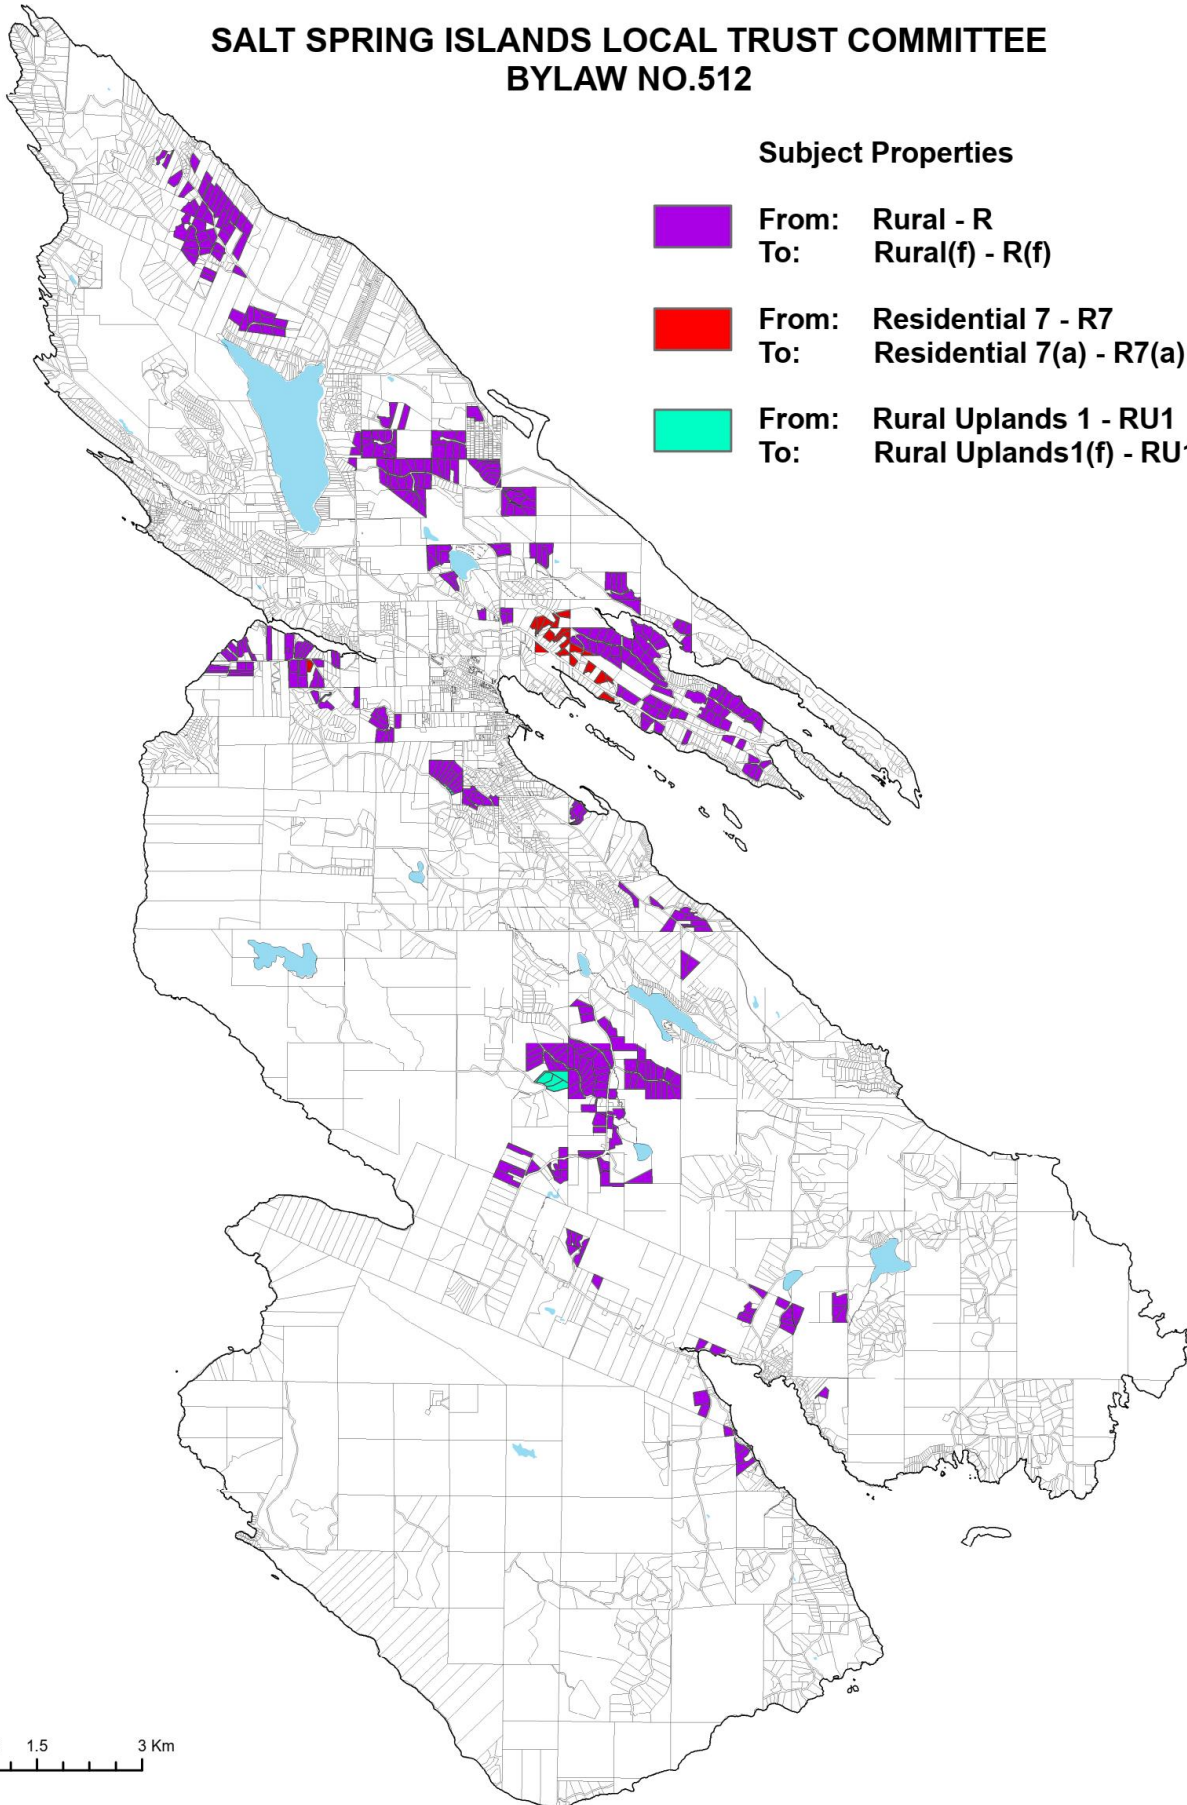 SALT SPRING ISLANDS LOCAL TRUST COMMITTEE
BYLAW NO.512
Subject Properties
From: Rural - R
To: Rural(f) - R(f)
From: Residential 7 - R7
To: Residential 7(a) - R7(a)
From: Rural Uplands 1 - RU1
To: Rural Uplands1(f) - RU1
1.5 3 Km